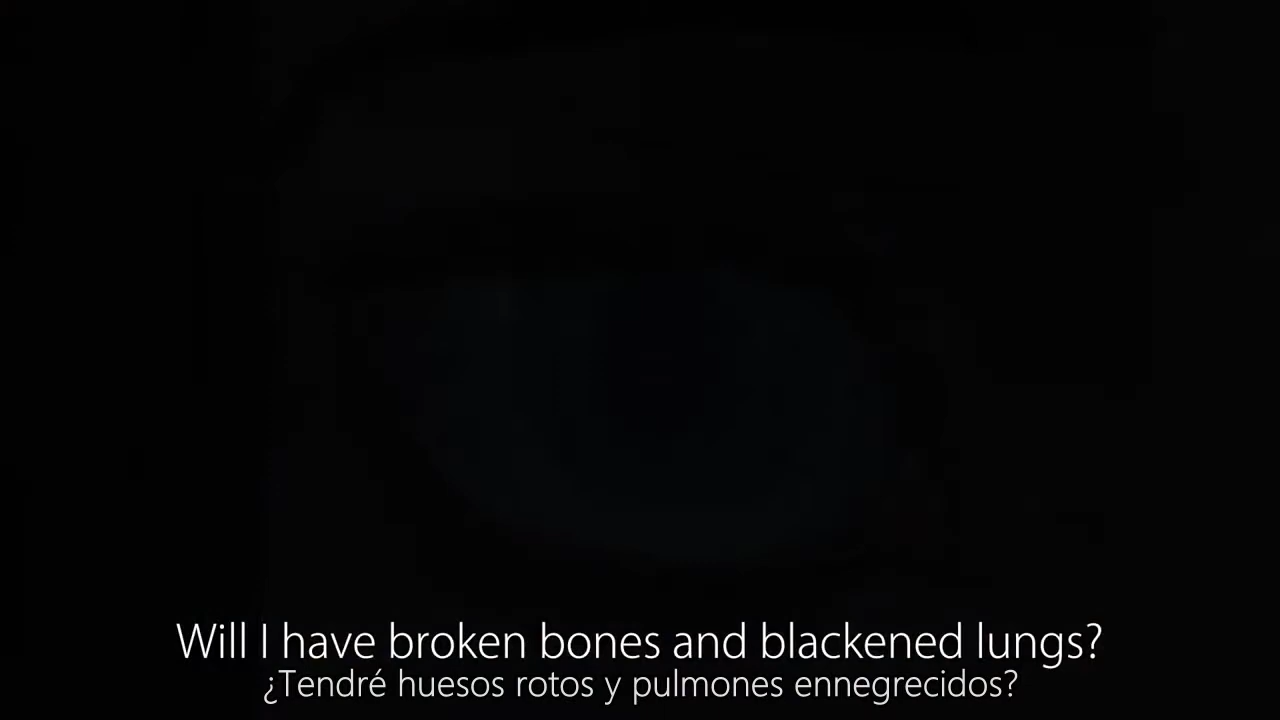 Will I have broken bones and blackened lungs?
¿Tendré huesos rotos y pulmones ennegrecidos?